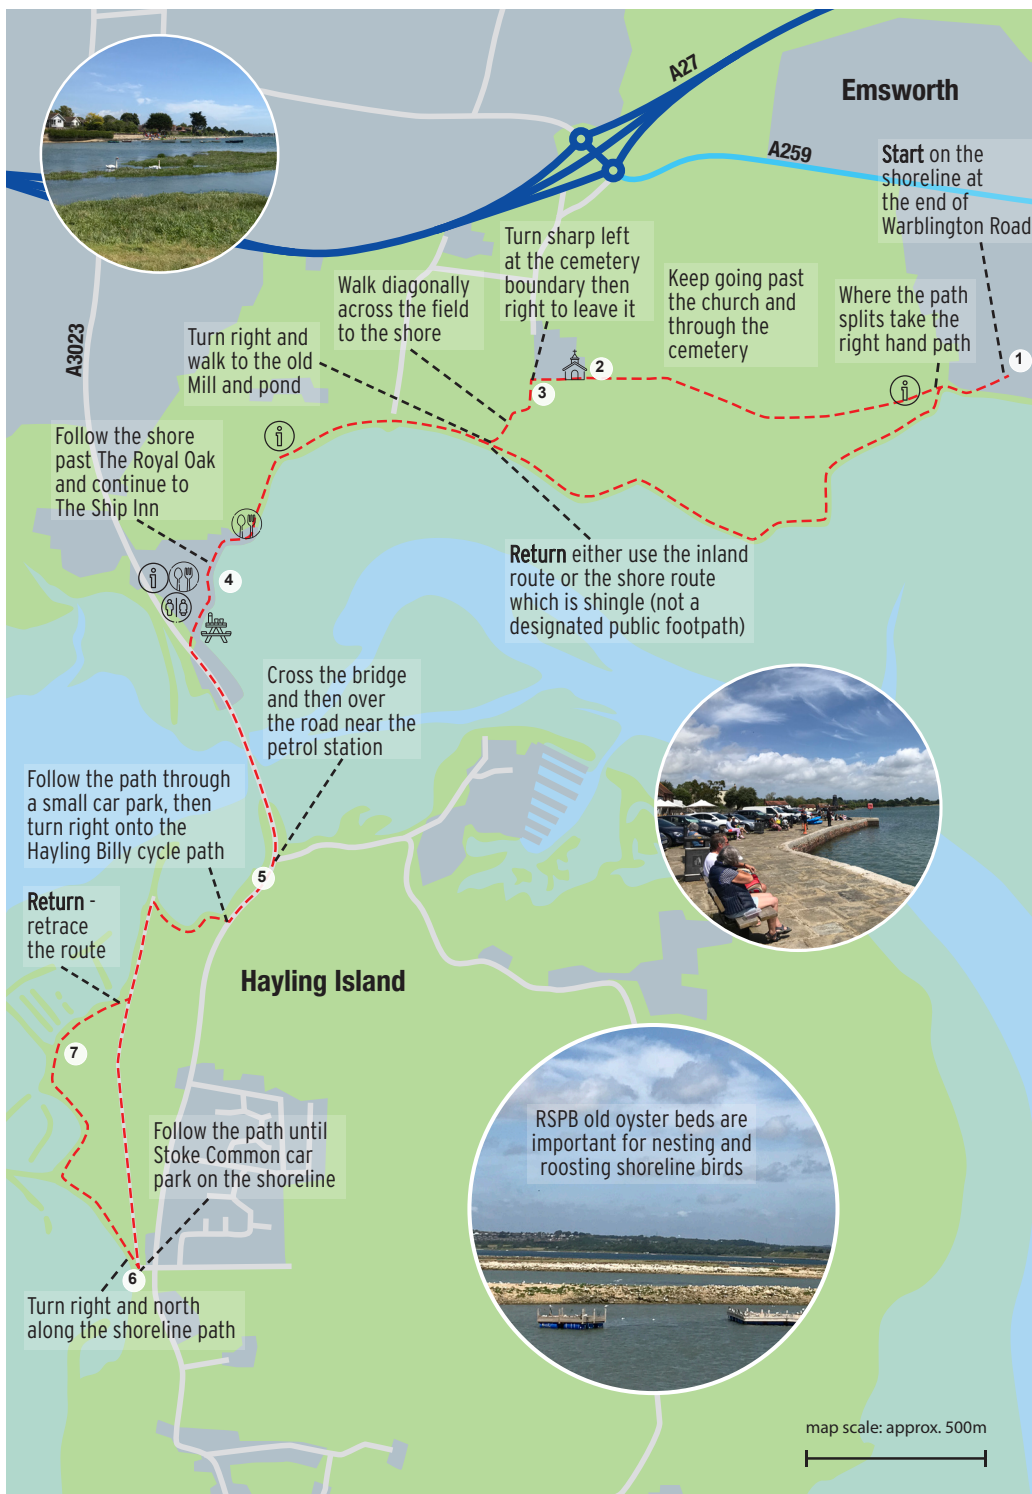 A27
Emsworth
A259
Start on the
shoreline at
the end of
Warblington Road
Turn sharp left
at the cemetery
boundary then
right to leave it
Keep going past
the church and
through the
cemetery
Walk diagonally
across the field
to the shore
Where the path
splits take the
right hand path
Turn right and
walk to the old
Mill and pond
A3023
1
2
3
i
i
Follow the shore
past The Royal Oak
and continue to
The Ship Inn
Return either use the inland
route or the shore route
which is shingle (not a
designated public footpath)
i
4
Cross the bridge
and then over
the road near the
petrol station
Follow the path through
a small car park, then
turn right onto the
Hayling Billy cycle path
5
Return -
retrace
the route
Hayling Island
7
RSPB old oyster beds are
important for nesting and
roosting shoreline birds
Follow the path until
Stoke Common car
park on the shoreline
6
Turn right and north
along the shoreline path
map scale: approx. 500m